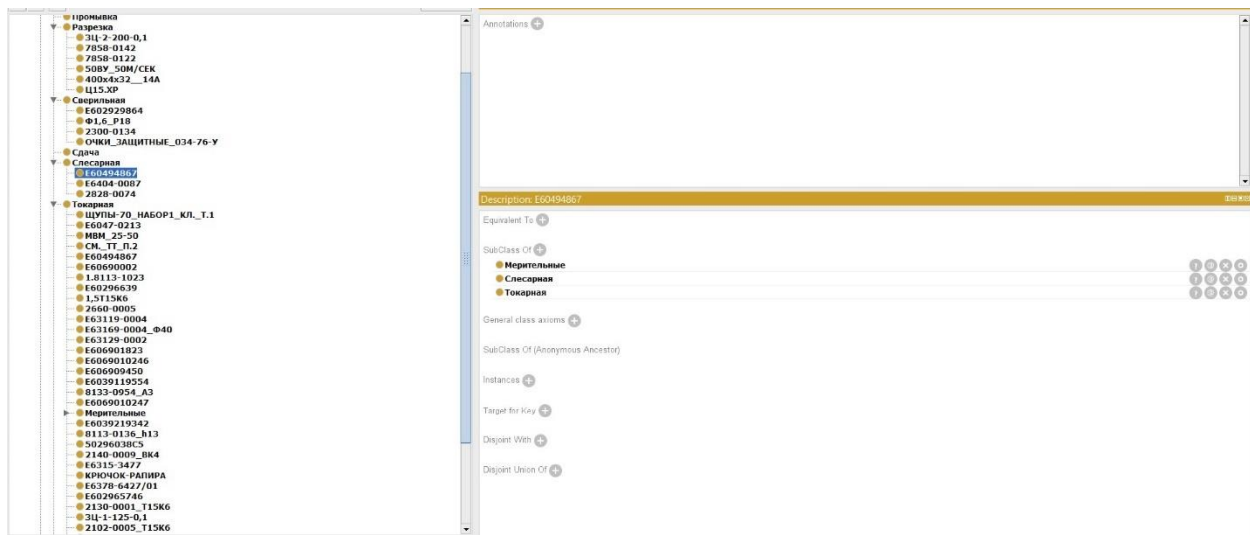 Промывка
Разрезка
ЗЦ-2-200-0,1
7858-0142
7858-0122
50ВУ_50М/СЕК
400х4х32__14А
Ц15.ХР
Сверильная
Е602929864
Ф1,6_Р18
2300-0134
ОЧКИ_ЗАЩИТНЫЕ_034-76-У
Сдача
Слесарная
Е60494867
Е6404-0087
2828-0074
Токарная
ЩУПЫ-70_НАБОР1_КЛ._Т.1
Е6047-0213
МВМ_25-50
СМ._ТТ_П.2
Е60494867
Е60690002
1.8113-1023
Е60296639
1,5Т15К6
2660-0005
Е63119-0004
Е63169-0004_Ф40
Е63129-0002
Е606901823
Е6069010246
Е606909450
Е6039119554
8133-0954_А3
Е6069010247
Мерительные
Е6039219342
8113-0136_h13
50296038С5
2140-0009_ВК4
Е6315-3477
КРЮЧОК-РАПИРА
Е6378-6427/01
Е602965746
2130-0001_Т15К6
ЗЦ-1-125-0,1
2102-0005_Т15К6
Annotations
Description: E60494867
Equivalent To
SubClass Of
Мерительные
Слесарная
Токарная
General class axioms
SubClass Of (Anonymous Ancestor)
Instances
Target for Key
Disjoint With
Disjoint Union Of